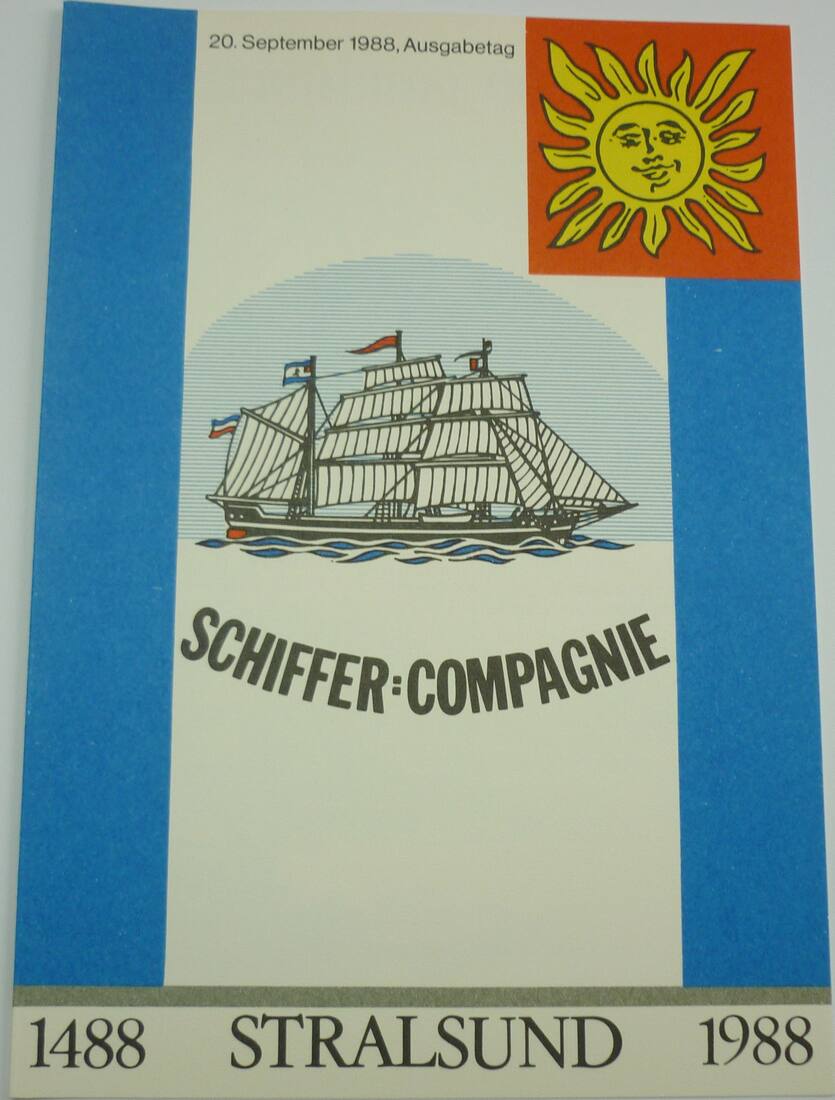 20. September 1988, Ausgabetag
SCHIFFER=COMPAGNIE
1488 STRALSUND 1988